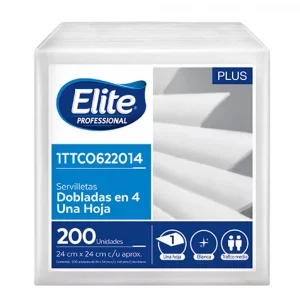 Elite
PROFESSIONAL
PLUS
1TTCO622014
Servilletas
Dobladas en 4
Una Hoja
200 Unidades
24 cm x 24 cm c/u aprox.
Una hoja
Blanca
Tráfico medio